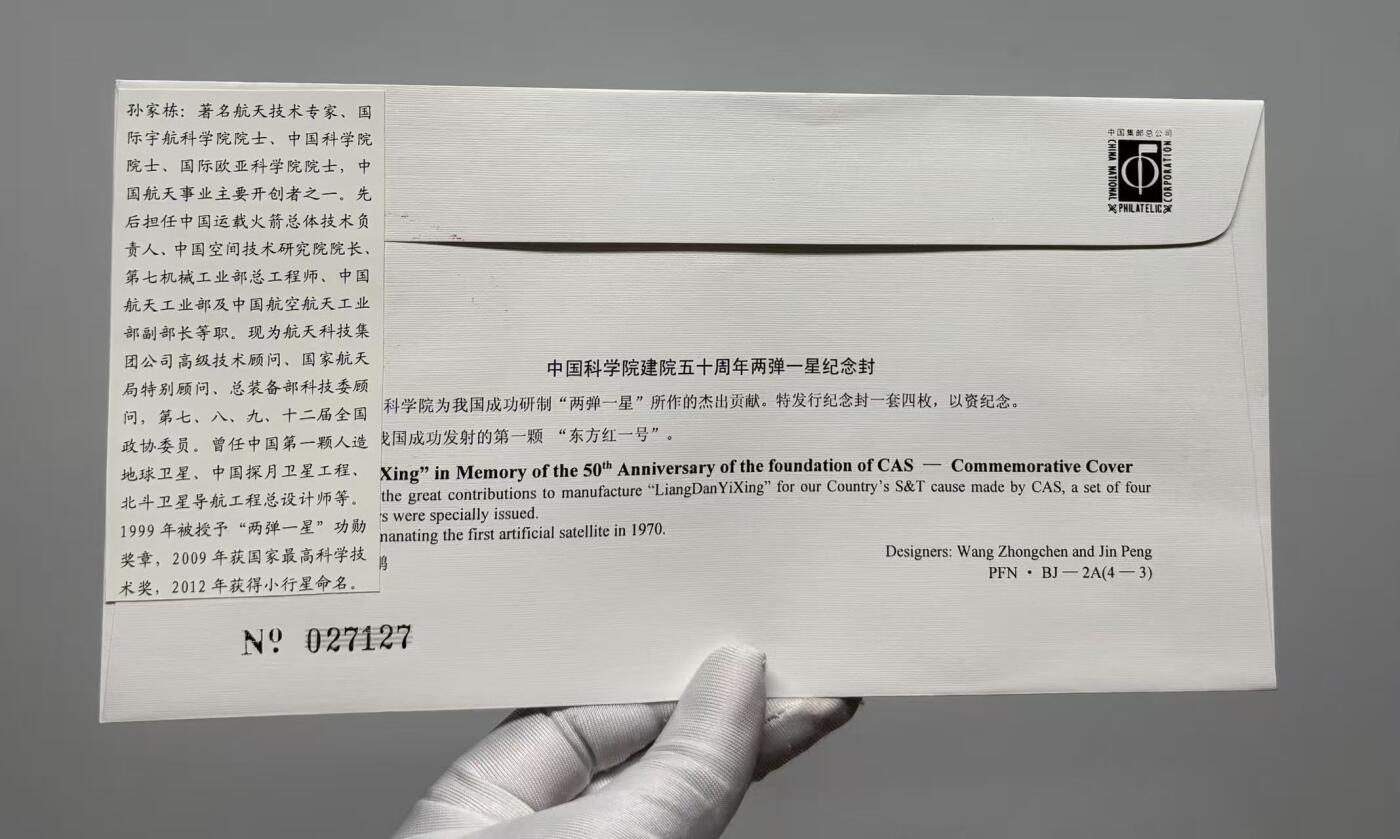 孙家栋：著名航天技术专家、国
际宇航科学院院士、中国科学院
院士、国际欧亚科学院院士，中
国航天事业主要开创者之一。先
后担任中国运载火箭总体技术负
责人、中国空间技术研究院院长、
第七机械工业部总工程师、中国
航天工业部及中国航空航天工业
部副部长等职。现为航天科技集
团公司高级技术顾问、国家航天
局特别顾问、总装备部科技委顾
问，第七、八、九、十二届全国
政协委员。曾任中国第一颗人造
地球卫星、中国探月卫星工程、
北斗卫星导航工程总设计师等。
1999年被授予“两弹一星”功勋
奖章，2009年获国家最高科学技
术奖，2012年获得小行星命名。
中国集邮总公司
CHINA NATIONAL
PHILATELIC
CORPORATION
中国科学院建院五十周年两弹一星纪念封
科学院为我国成功研制“两弹一星”所作的杰出贡献。特发行纪念封一套四枚，以资纪念。
我国成功发射的第一颗 “东方红一号”。
Xing” in Memory of the 50th Anniversary of the foundation of CAS — Commemorative Cover
the great contributions to manufacture “LiangDanYiXing” for our Country’s S&T cause made by CAS, a set of four
s were specially issued.
manating the first artificial satellite in 1970.
鹏
Designers: Wang Zhongchen and Jin Peng
PFN · BJ — 2A(4 — 3)
Nº 027127